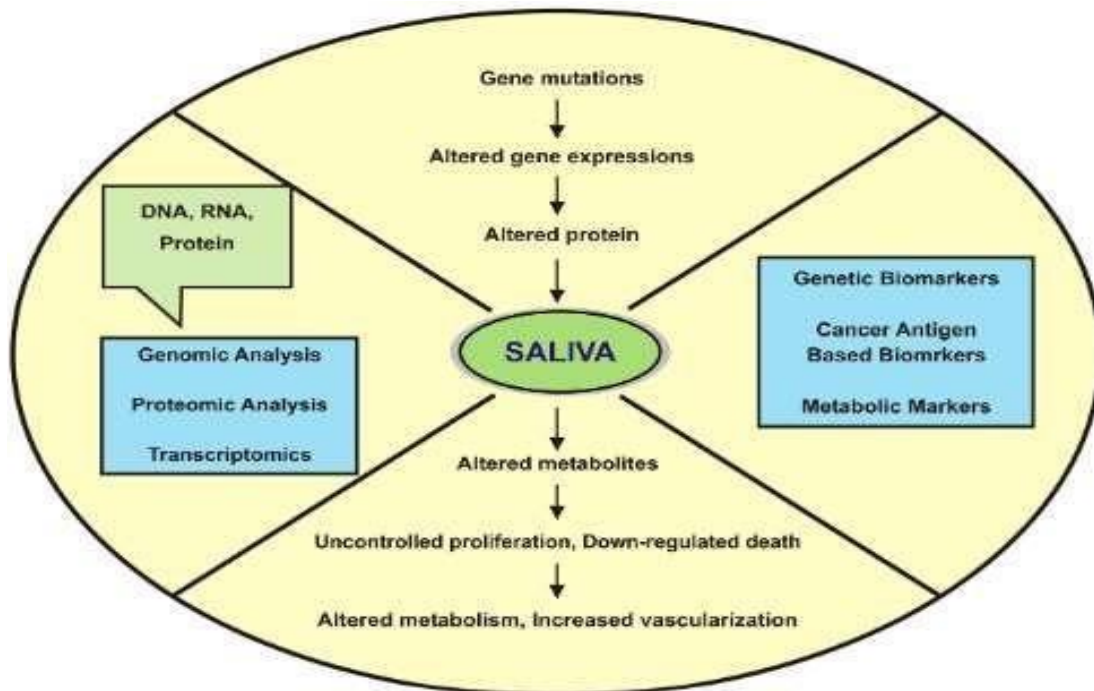 Gene mutations
Altered gene expressions
Altered protein
DNA, RNA,
Protein
Genomic Analysis
Proteomic Analysis
Transcriptomics
SALIVA
Genetic Biomarkers
Cancer Antigen
Based Biomrkers
Metabolic Markers
Altered metabolites
Uncontrolled proliferation, Down-regulated death
Altered metabolism, Increased vascularization